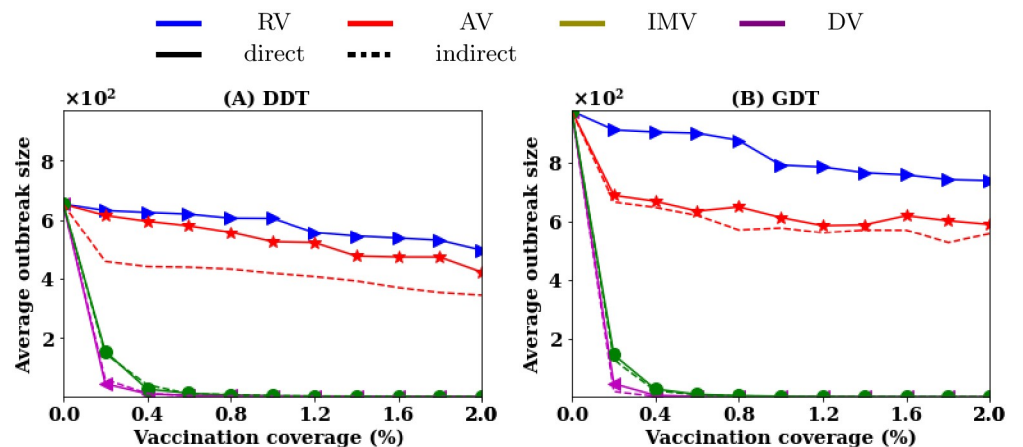 RV AV IMV DV
direct indirect
×10² (A) DDT
8
6
4
2
0.0 0.4 0.8 1.2 1.6 2.0
Vaccination coverage (%)
Average outbreak size
×10² (B) GDT
8
6
4
2
0.0 0.4 0.8 1.2 1.6 2.0
Vaccination coverage (%)
Average outbreak size